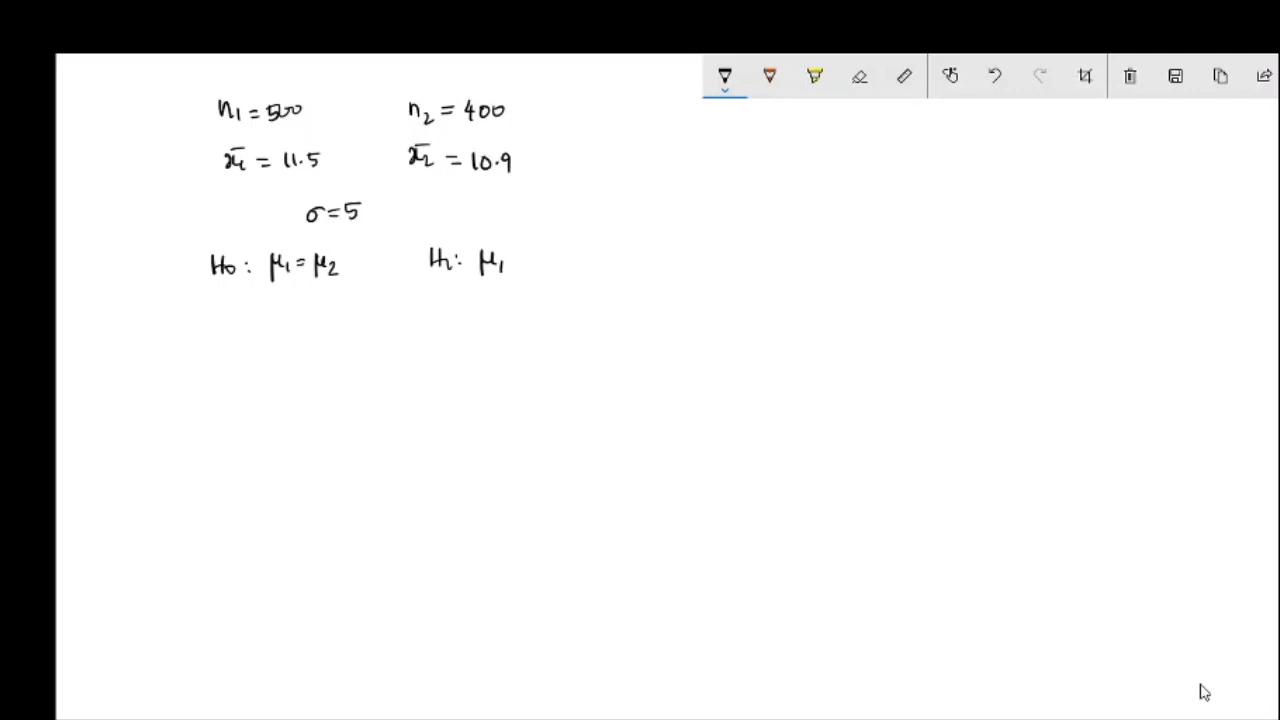 n₁ = 500 n₂ = 400
x̄₁ = 11.5 x̄₂ = 10.9
σ = 5
H₀ : μ₁ = μ₂ H₁ : μ₁